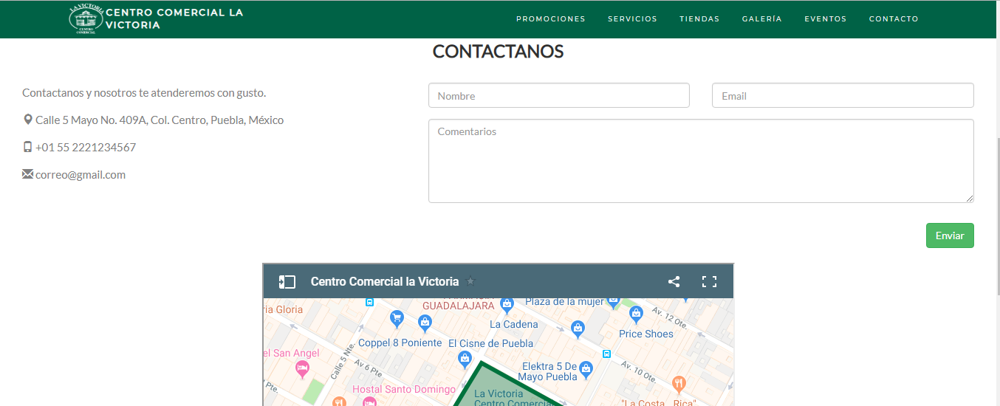 LA VICTORIA
CENTRO
COMERCIAL
CENTRO COMERCIAL LA
VICTORIA
PROMOCIONES
SERVICIOS
TIENDAS
GALERÍA
EVENTOS
CONTACTO
CONTACTANOS
Contactanos y nosotros te atenderemos con gusto.
Calle 5 Mayo No. 409A, Col. Centro, Puebla, México
+01 55 2221234567
correo@gmail.com
Nombre
Email
Comentarios
Enviar
Centro Comercial la Victoria
ria Gloria
GUADALAJARA
Plaza de la mujer
Av. 12 Ote.
La Cadena
Price Shoes
Coppel 8 Poniente
El Cisne de Puebla
el San Angel
Calle 5 Nte.
Av 6 Pte
Elektra 5 De
Mayo Puebla
Av. 10 Ote.
Hostal Santo Domingo
La Victoria
Centro Comercial
"La Costa
Rica"